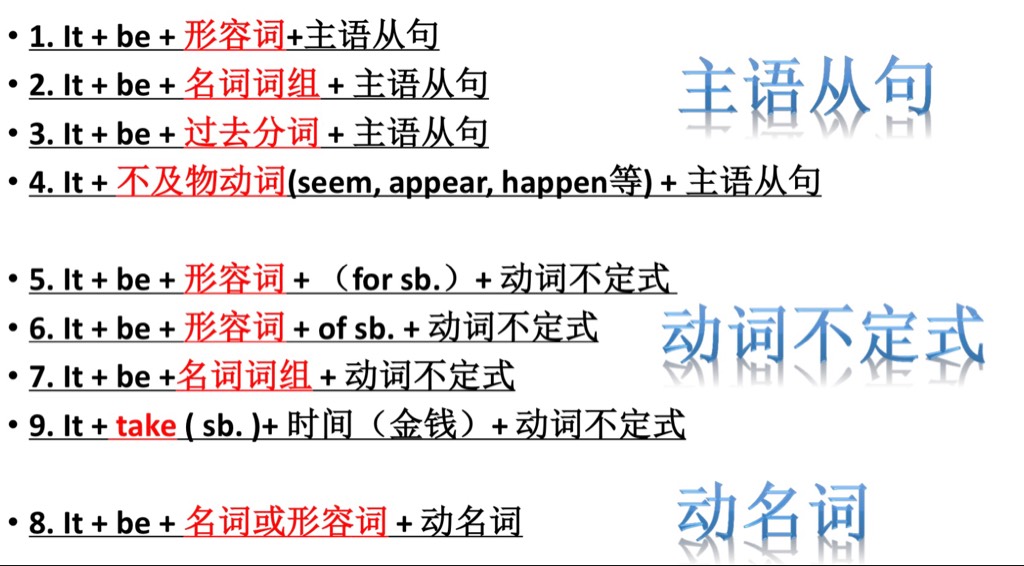 • 1. It + be + 形容词+主语从句
• 2. It + be + 名词词组 + 主语从句
• 3. It + be + 过去分词 + 主语从句
• 4. It + 不及物动词(seem, appear, happen等) + 主语从句
主语从句
• 5. It + be + 形容词 + （for sb.）+ 动词不定式
• 6. It + be + 形容词 + of sb. + 动词不定式
• 7. It + be +名词词组 + 动词不定式
• 9. It + take ( sb. )+ 时间（金钱）+ 动词不定式
动词不定式
• 8. It + be + 名词或形容词 + 动名词
动名词